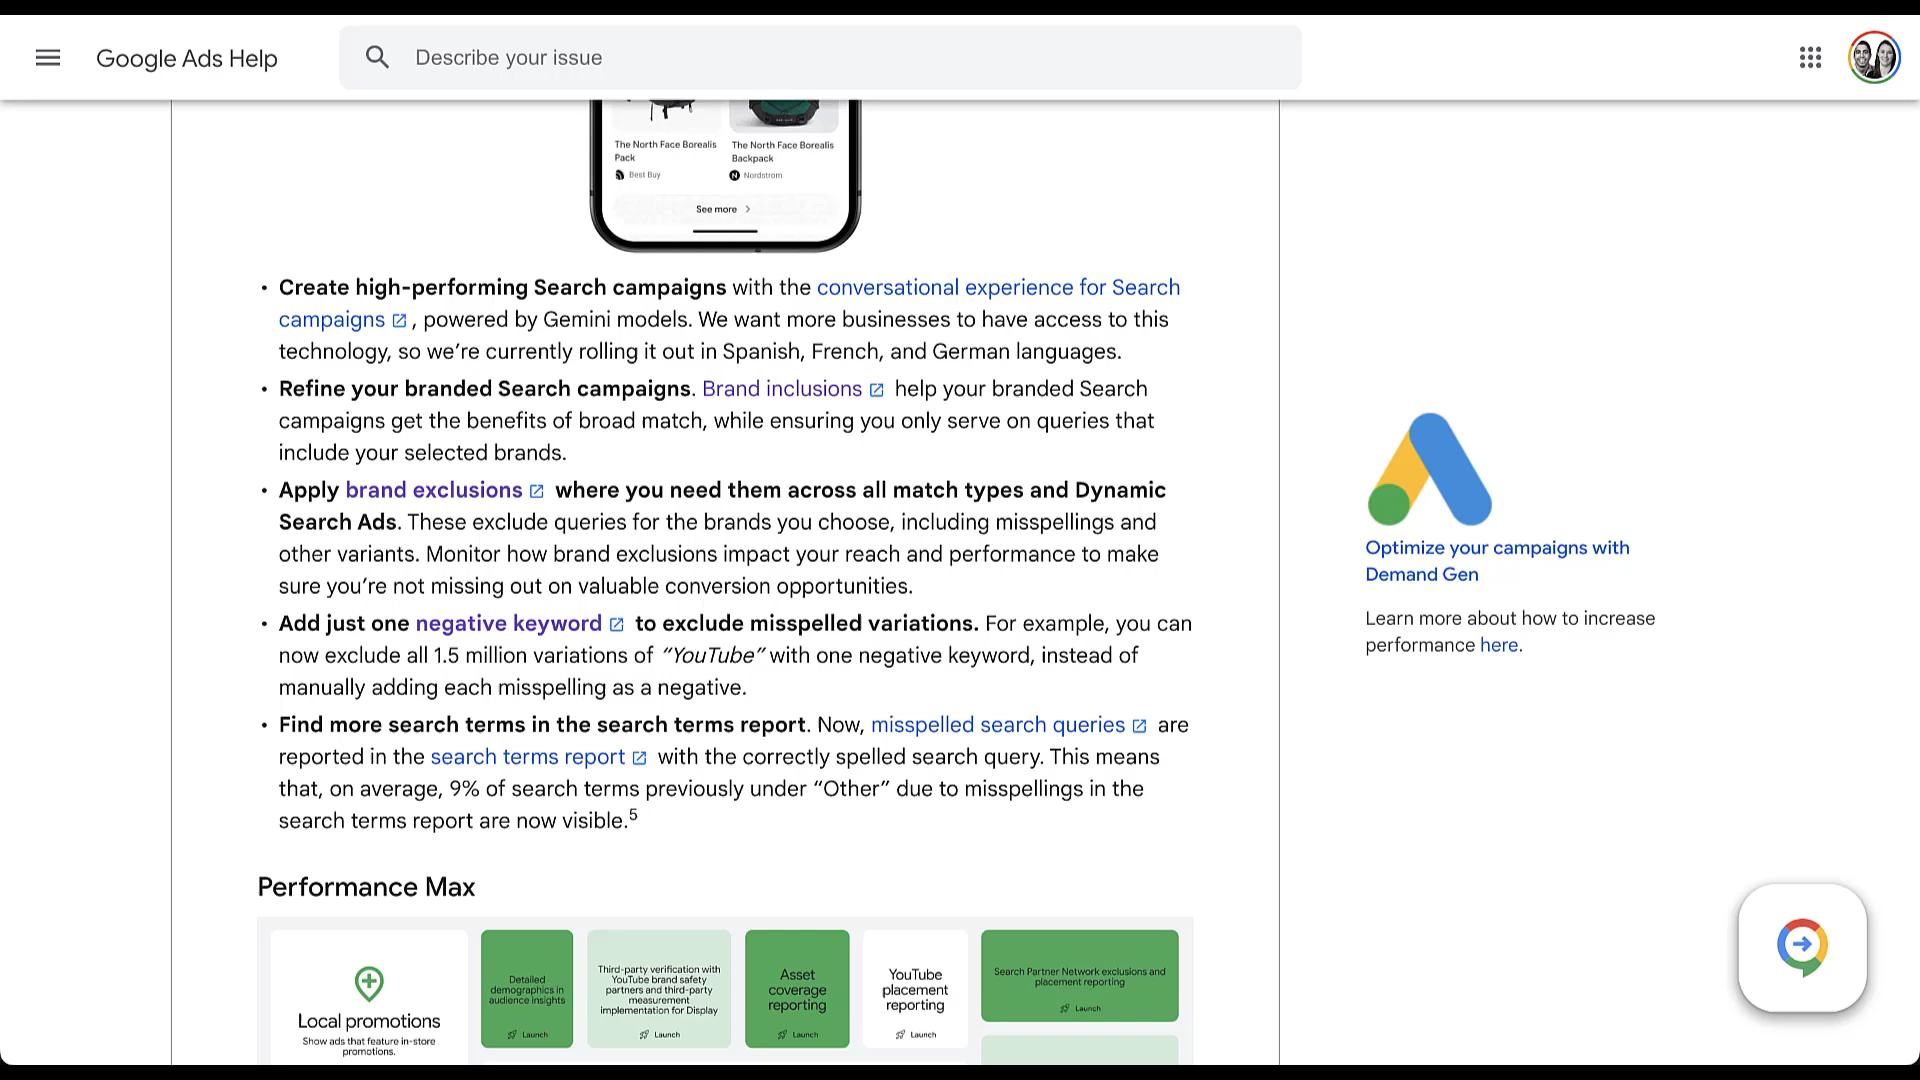 Google Ads Help
Describe your issue
The North Face Borealis
Pack
Best Buy
The North Face Borealis
Backpack
Nordstrom
See more
• Create high-performing Search campaigns with the conversational experience for Search
campaigns , powered by Gemini models. We want more businesses to have access to this
technology, so we’re currently rolling it out in Spanish, French, and German languages.
• Refine your branded Search campaigns. Brand inclusions help your branded Search
campaigns get the benefits of broad match, while ensuring you only serve on queries that
include your selected brands.
• Apply brand exclusions where you need them across all match types and Dynamic
Search Ads. These exclude queries for the brands you choose, including misspellings and
other variants. Monitor how brand exclusions impact your reach and performance to make
sure you’re not missing out on valuable conversion opportunities.
• Add just one negative keyword to exclude misspelled variations. For example, you can
now exclude all 1.5 million variations of “YouTube” with one negative keyword, instead of
manually adding each misspelling as a negative.
• Find more search terms in the search terms report. Now, misspelled search queries are
reported in the search terms report with the correctly spelled search query. This means
that, on average, 9% of search terms previously under “Other” due to misspellings in the
search terms report are now visible.5
Optimize your campaigns with
Demand Gen
Learn more about how to increase
performance here.
Performance Max
Local promotions
Show ads that feature in-store
promotions.
Detailed
demographics in
audience insights
Launch
Third-party verification with
YouTube brand safety
partners and third-party
measurement
implementation for Display
Launch
Asset
coverage
reporting
Launch
YouTube
placement
reporting
Launch
Search Partner Network exclusions and
placement reporting
Launch